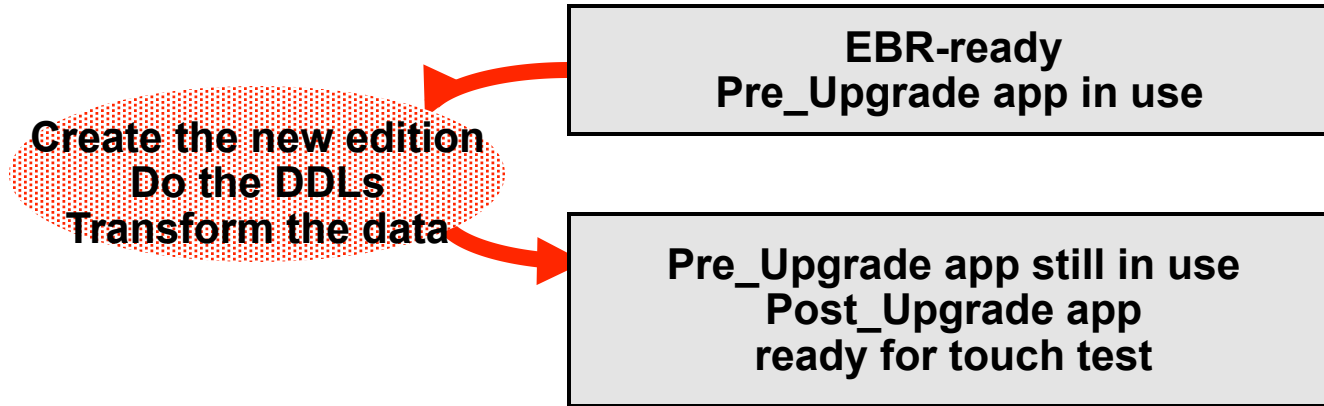 EBR-ready
Pre_Upgrade app in use
Create the new edition
Do the DDLs
Transform the data
Pre_Upgrade app still in use
Post_Upgrade app
ready for touch test